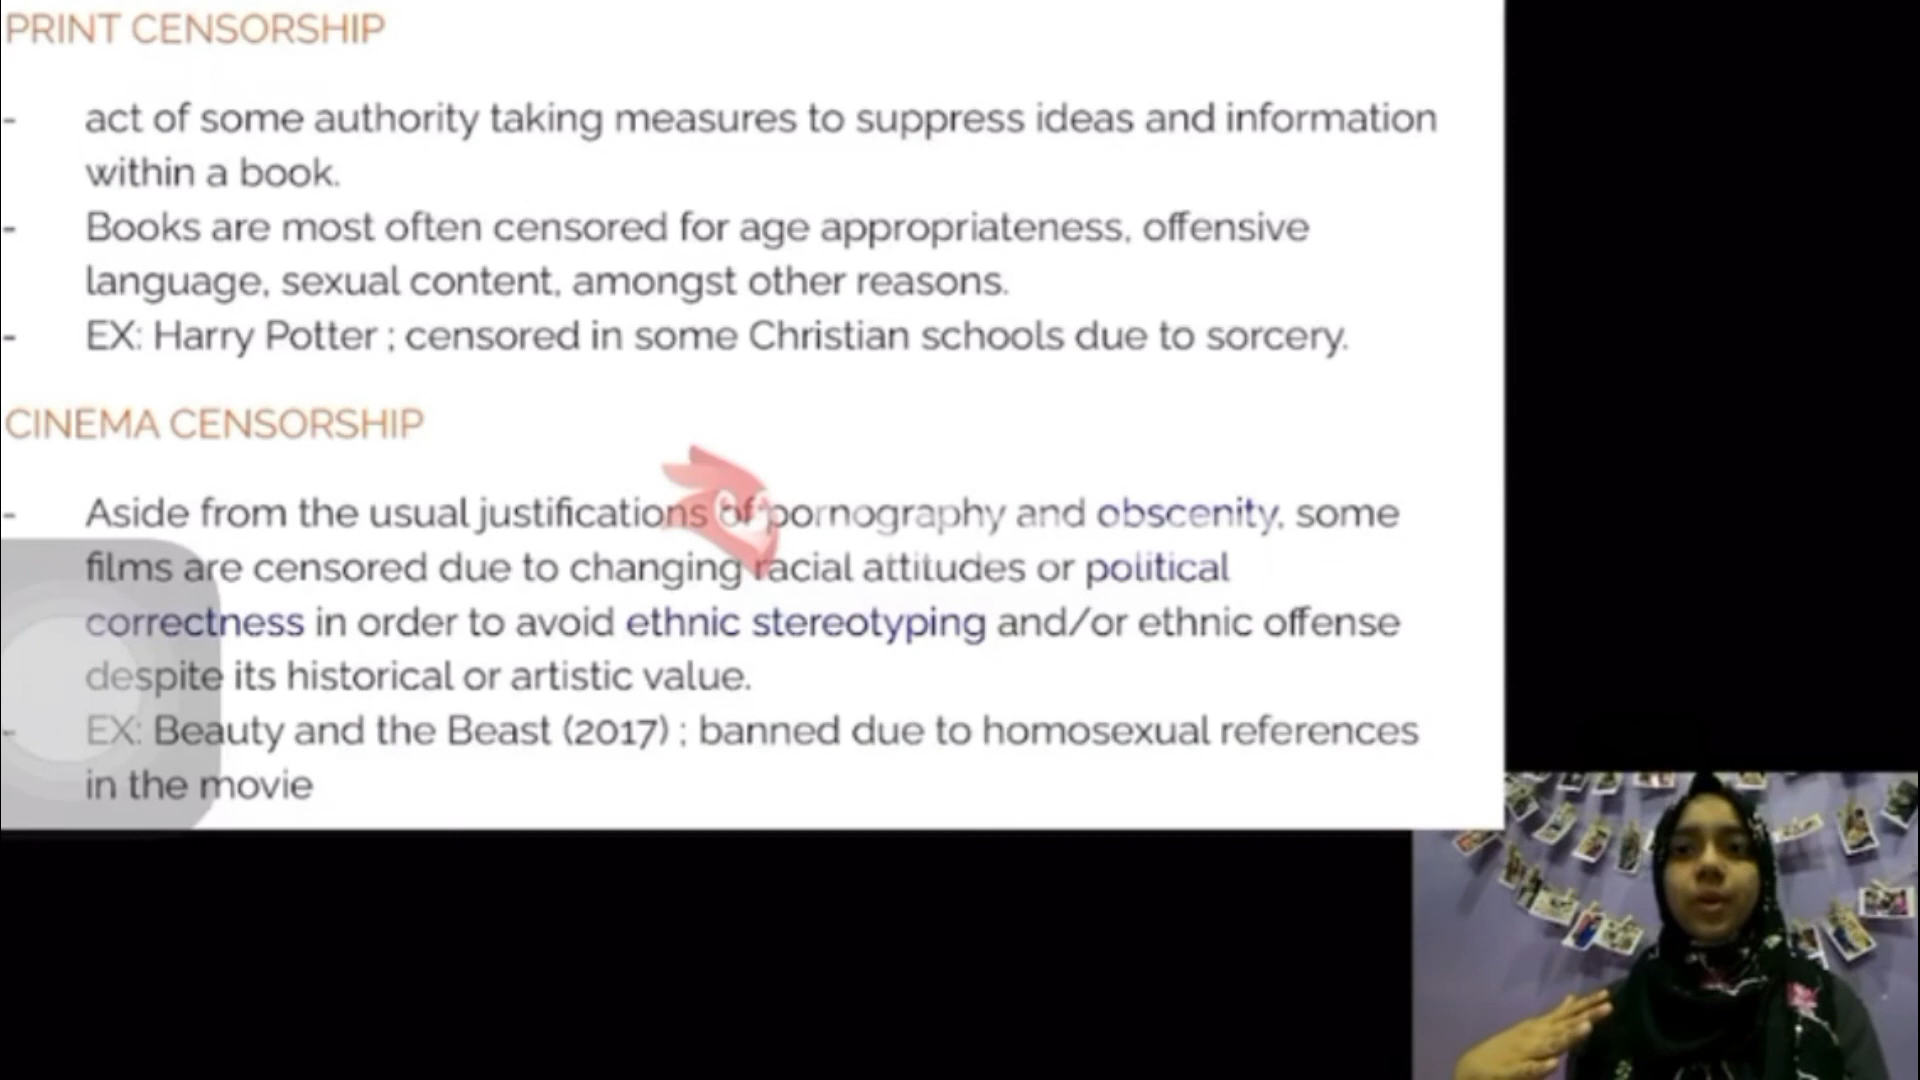 PRINT CENSORSHIP
- act of some authority taking measures to suppress ideas and information
within a book.
- Books are most often censored for age appropriateness, offensive
language, sexual content, amongst other reasons.
- EX: Harry Potter ; censored in some Christian schools due to sorcery.
CINEMA CENSORSHIP
- Aside from the usual justifications of pornography and obscenity, some
films are censored due to changing racial attitudes or political
correctness in order to avoid ethnic stereotyping and/or ethnic offense
despite its historical or artistic value.
- EX: Beauty and the Beast (2017) ; banned due to homosexual references
in the movie